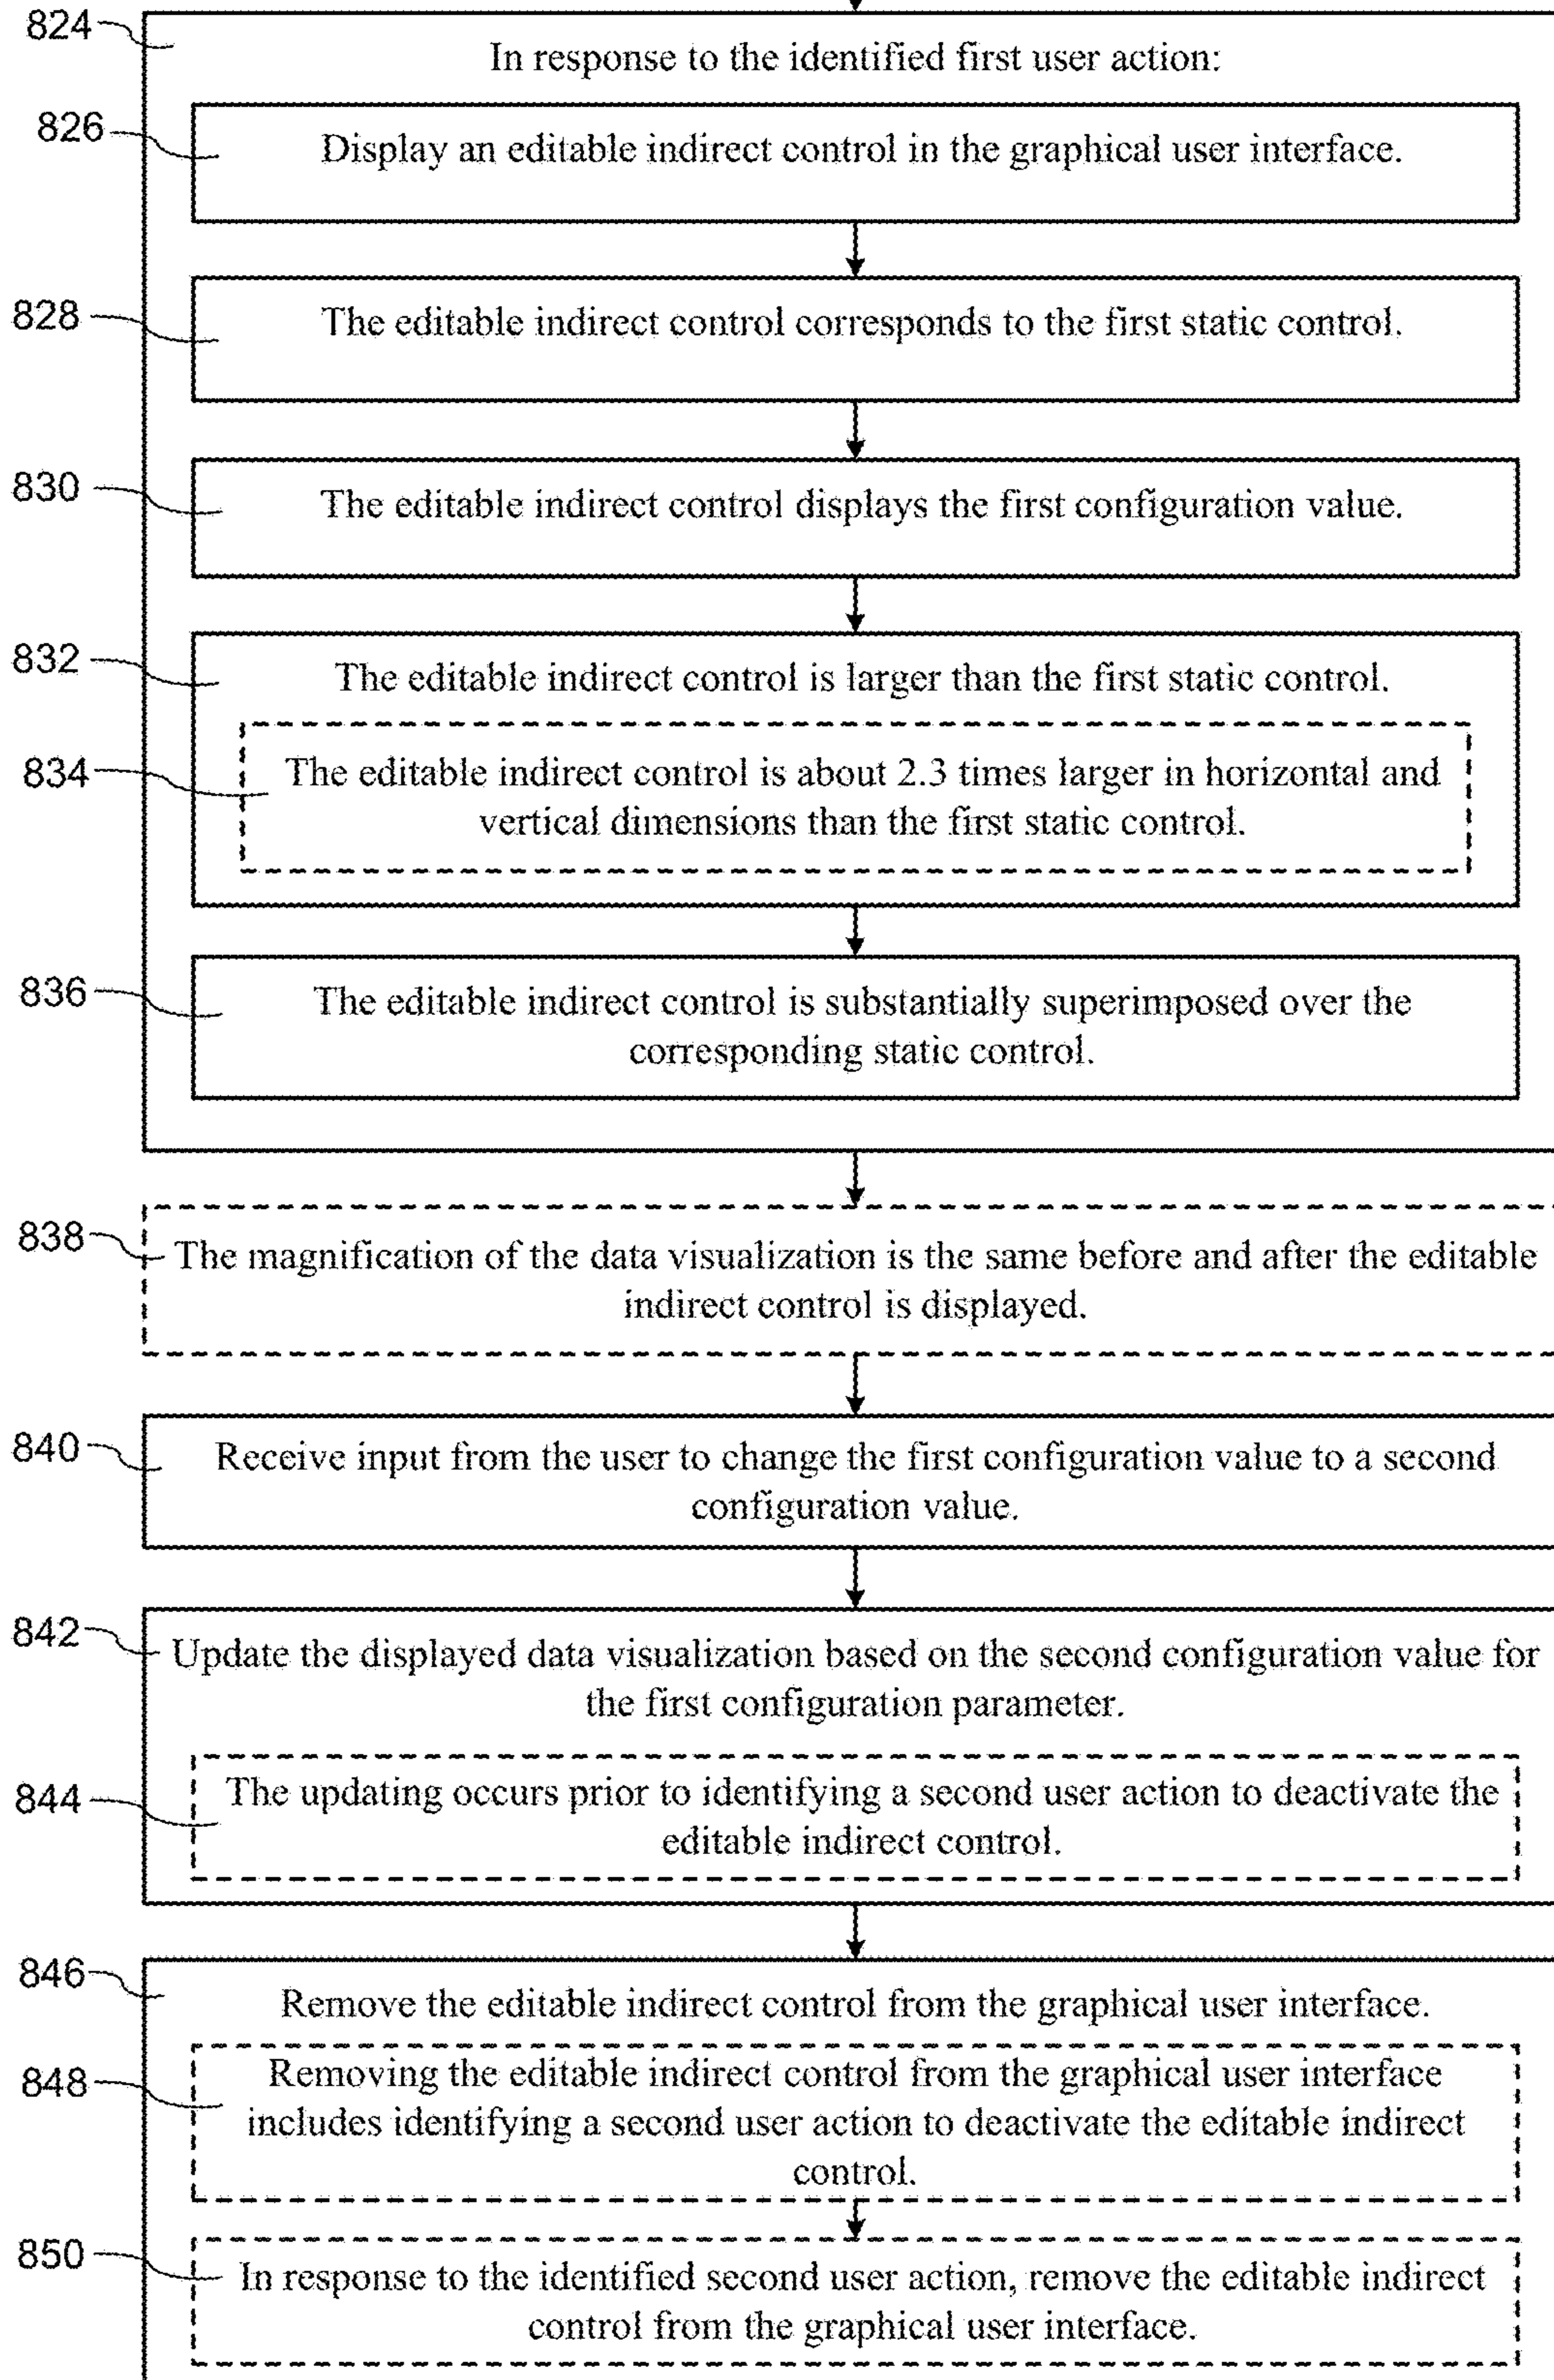 824
In response to the identified first user action:
826
Display an editable indirect control in the graphical user interface.
828
The editable indirect control corresponds to the first static control.
830
The editable indirect control displays the first configuration value.
832
The editable indirect control is larger than the first static control.
834
The editable indirect control is about 2.3 times larger in horizontal and
vertical dimensions than the first static control.
836
The editable indirect control is substantially superimposed over the
corresponding static control.
838
The magnification of the data visualization is the same before and after the editable
indirect control is displayed.
840
Receive input from the user to change the first configuration value to a second
configuration value.
842
Update the displayed data visualization based on the second configuration value for
the first configuration parameter.
844
The updating occurs prior to identifying a second user action to deactivate the
editable indirect control.
846
Remove the editable indirect control from the graphical user interface.
848
Removing the editable indirect control from the graphical user interface
includes identifying a second user action to deactivate the editable indirect
control.
850
In response to the identified second user action, remove the editable indirect
control from the graphical user interface.